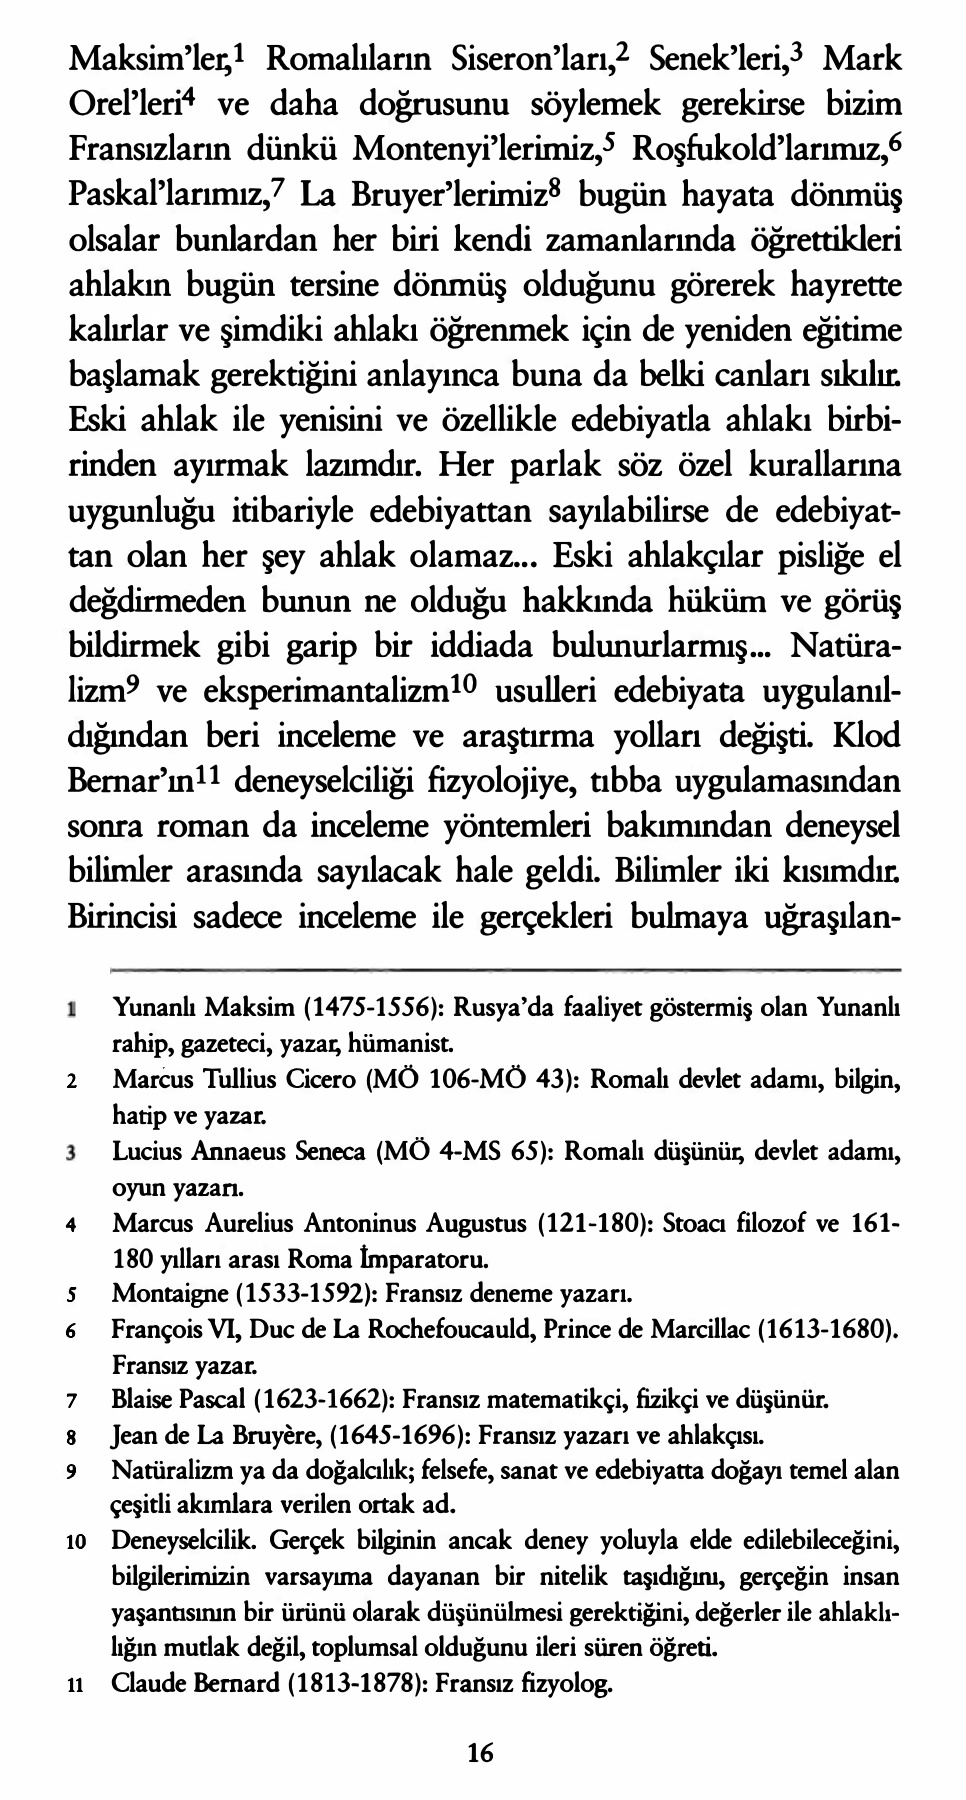 Maksim’ler,1 Romalıların Siseron’ları,2 Senek’leri,3 Mark
Orel’leri4 ve daha doğrusunu söylemek gerekirse bizim
Fransızların dünkü Montenyi’lerimiz,5 Roşfukold’larımız,6
Paskal’larımız,7 La Bruyer’lerimiz8 bugün hayata dönmüş
olsalar bunlardan her biri kendi zamanlarında öğrettikleri
ahlakın bugün tersine dönmüş olduğunu görerek hayrette
kalırlar ve şimdiki ahlakı öğrenmek için de yeniden eğitime
başlamak gerektiğini anlayınca buna da belki canları sıkılır.
Eski ahlak ile yenisini ve özellikle edebiyatla ahlakı birbi-
rinden ayırmak lazımdır. Her parlak söz özel kurallarına
uygunluğu itibariyle edebiyattan sayılabilirse de edebiyat-
tan olan her şey ahlak olamaz... Eski ahlakçılar pisliğe el
değdirmeden bunun ne olduğu hakkında hüküm ve görüş
bildirmek gibi garip bir iddiada bulunurlarmış... Natüra-
lizm9 ve eksperimantalizm10 usulleri edebiyata uygulanıl-
dığından beri inceleme ve araştırma yolları değişti. Klod
Bernar’ın11 deneyselciliği fizyolojiye, tıbba uygulamasından
sonra roman da inceleme yöntemleri bakımından deneysel
bilimler arasında sayılacak hale geldi. Bilimler iki kısımdır.
Birincisi sadece inceleme ile gerçekleri bulmaya uğraşılan-
1 Yunanlı Maksim (1475-1556): Rusya’da faaliyet göstermiş olan Yunanlı
rahip, gazeteci, yazar, hümanist.
2 Marcus Tullius Cicero (MÖ 106-MÖ 43): Romalı devlet adamı, bilgin,
hatip ve yazar.
3 Lucius Annaeus Seneca (MÖ 4-MS 65): Romalı düşünür, devlet adamı,
oyun yazarı.
4 Marcus Aurelius Antoninus Augustus (121-180): Stoacı filozof ve 161-
180 yılları arası Roma İmparatoru.
5 Montaigne (1533-1592): Fransız deneme yazarı.
6 François VI, Duc de La Rochefoucauld, Prince de Marcillac (1613-1680).
Fransız yazar.
7 Blaise Pascal (1623-1662): Fransız matematikçi, fizikçi ve düşünür.
8 Jean de La Bruyère, (1645-1696): Fransız yazarı ve ahlakçısı.
9 Natüralizm ya da doğalcılık; felsefe, sanat ve edebiyatta doğayı temel alan
çeşitli akımlara verilen ortak ad.
10 Deneyselcilik. Gerçek bilginin ancak deney yoluyla elde edilebileceğini,
bilgilerimizin varsayıma dayanan bir nitelik taşıdığını, gerçeğin insan
yaşantısının bir ürünü olarak düşünülmesi gerektiğini, değerler ile ahlaklı-
lığın mutlak değil, toplumsal olduğunu ileri süren öğreti.
11 Claude Bernard (1813-1878): Fransız fizyolog.
16